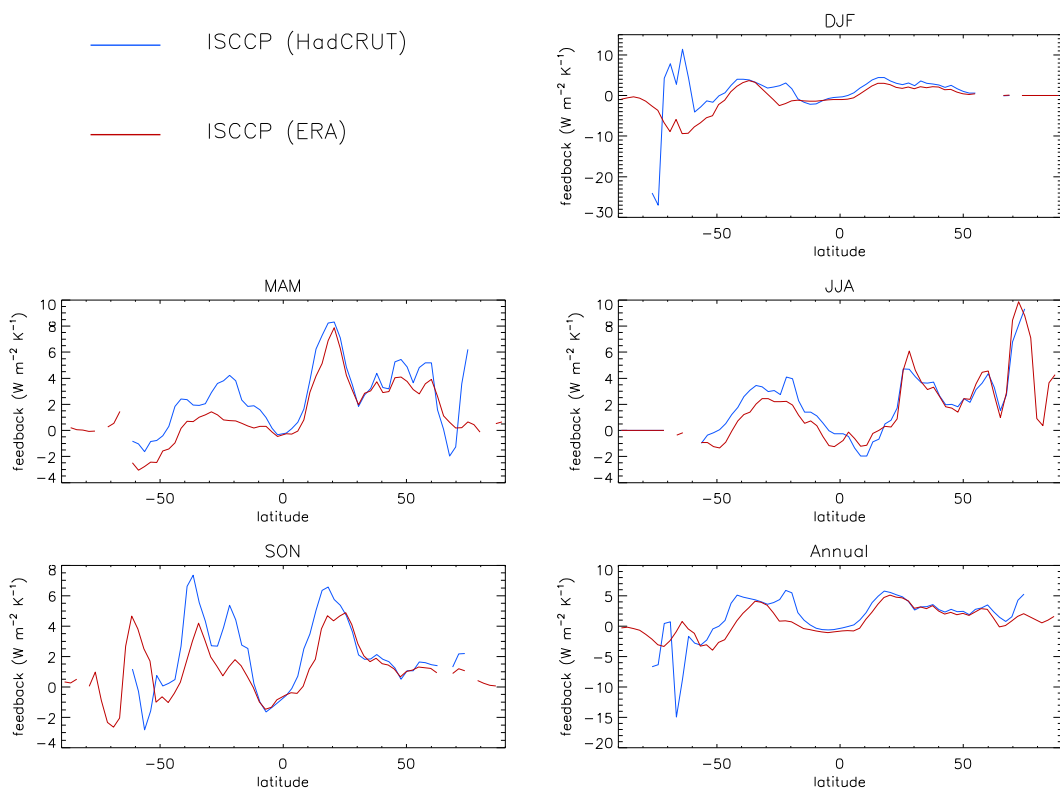 ISCCP (HadCRUT)
ISCCP (ERA)
DJF
feedback (W m⁻² K⁻¹)
10
0
−10
−20
−30
−50
0
50
latitude
MAM
feedback (W m⁻² K⁻¹)
10
8
6
4
2
0
−2
−4
−50
0
50
latitude
JJA
feedback (W m⁻² K⁻¹)
10
8
6
4
2
0
−2
−4
−50
0
50
latitude
SON
feedback (W m⁻² K⁻¹)
8
6
4
2
0
−2
−4
−50
0
50
latitude
Annual
feedback (W m⁻² K⁻¹)
10
5
0
−5
−10
−15
−20
−50
0
50
latitude